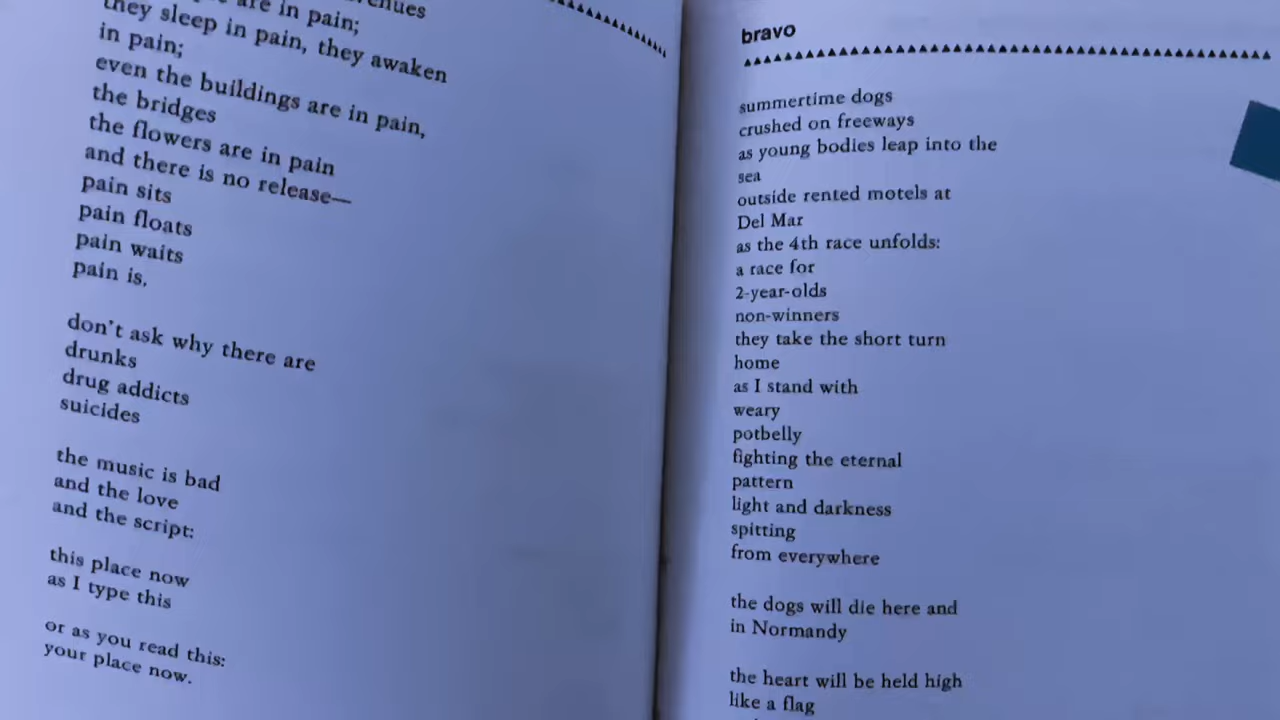 are in pain;
they sleep in pain, they awaken
in pain;
even the buildings are in pain,
the bridges
the flowers are in pain
and there is no release—
pain sits
pain floats
pain waits
pain is.
don't ask why there are
drunks
drug addicts
suicides
the music is bad
and the love
and the script:
this place now
as I type this
or as you read this:
your place now.
bravo
summertime dogs
crushed on freeways
as young bodies leap into the
sea
outside rented motels at
Del Mar
as the 4th race unfolds:
a race for
2-year-olds
non-winners
they take the short turn
home
as I stand with
weary
potbelly
fighting the eternal
pattern
light and darkness
spitting
from everywhere
the dogs will die here and
in Normandy
the heart will be held high
like a flag